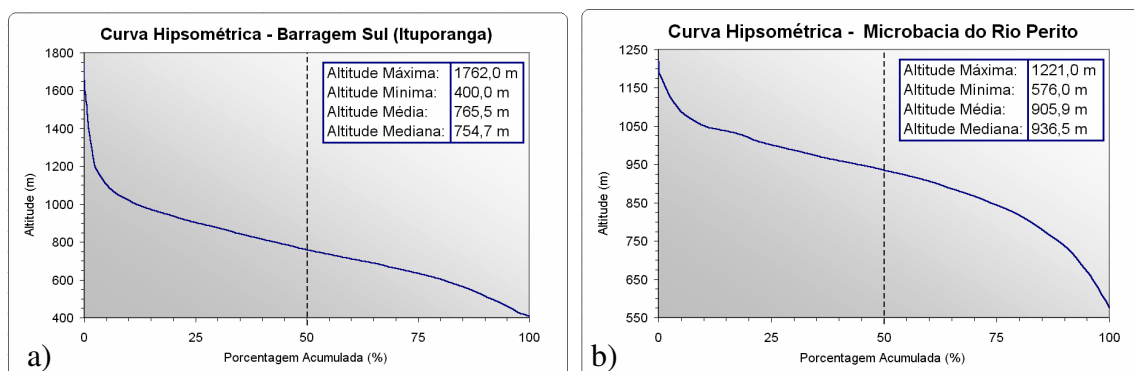 Curva Hipsométrica - Barragem Sul (Ituporanga)
Altitude (m)
1800
1600
1400
1200
1000
800
600
400
Altitude Máxima: 1762,0 m
Altitude Mínima: 400,0 m
Altitude Média: 765,5 m
Altitude Mediana: 754,7 m
0 25 50 75 100
Porcentagem Acumulada (%)
a)
Curva Hipsométrica - Microbacia do Rio Perito
Altitude (m)
1250
1150
1050
950
850
750
650
550
Altitude Máxima: 1221,0 m
Altitude Mínima: 576,0 m
Altitude Média: 905,9 m
Altitude Mediana: 936,5 m
0 25 50 75 100
Porcentagem Acumulada (%)
b)